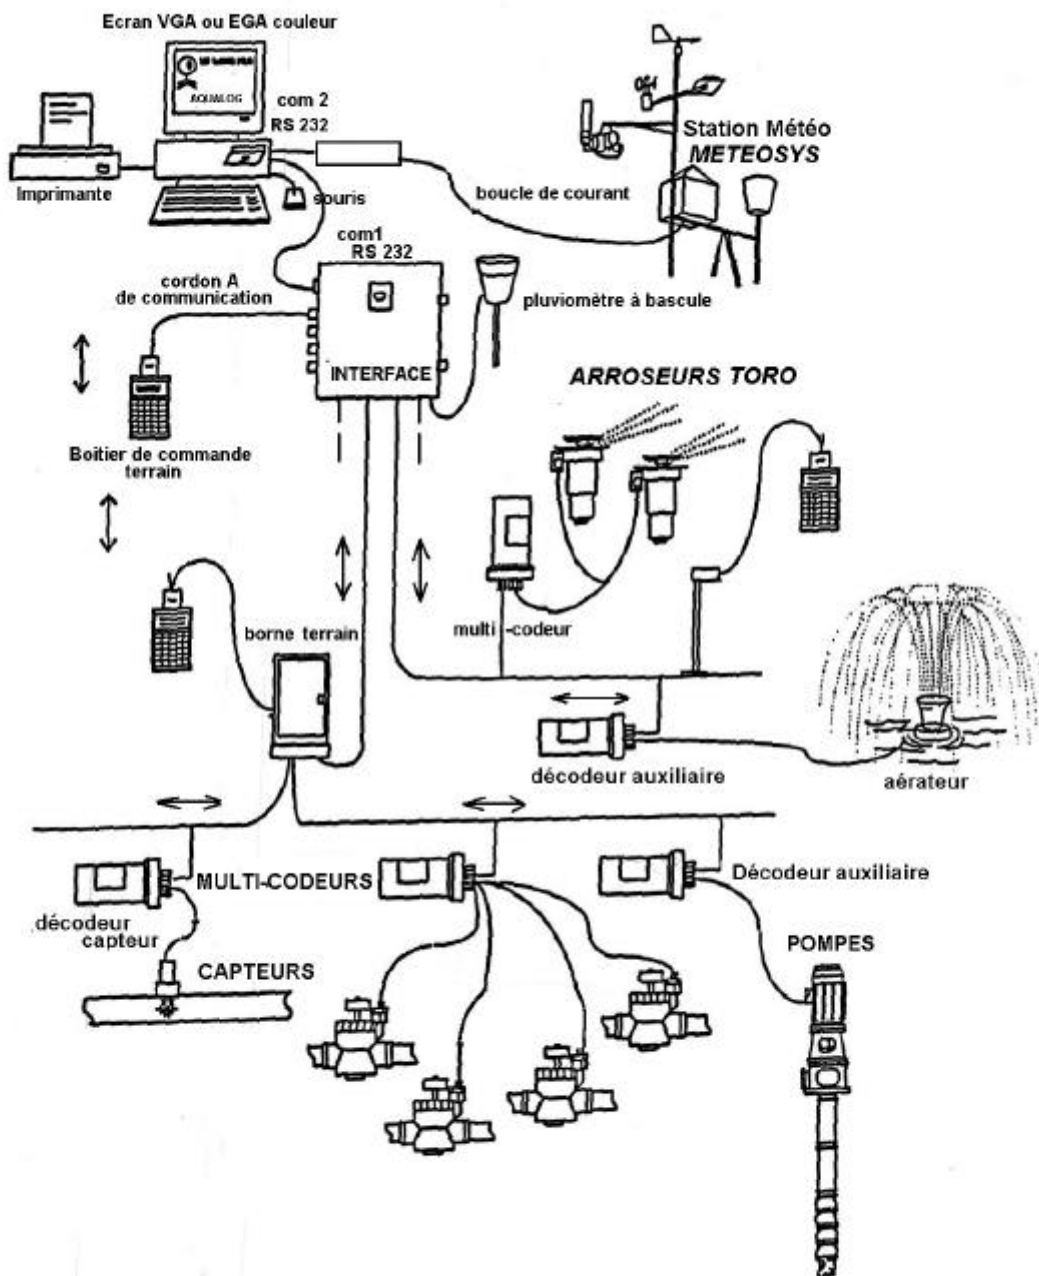 Ecran VGA ou EGA couleur
AQUALOG
com 2
RS 232
Imprimante
souris
Station Météo
METEOSYS
boucle de courant
com1
RS 232
cordon A
de communication
pluviomètre à bascule
INTERFACE
ARROSEURS TORO
Boitier de commande
terrain
multi-codeur
borne terrain
décodeur auxiliaire
aérateur
MULTI-CODEURS
Décodeur auxiliaire
décodeur
capteur
POMPES
CAPTEURS